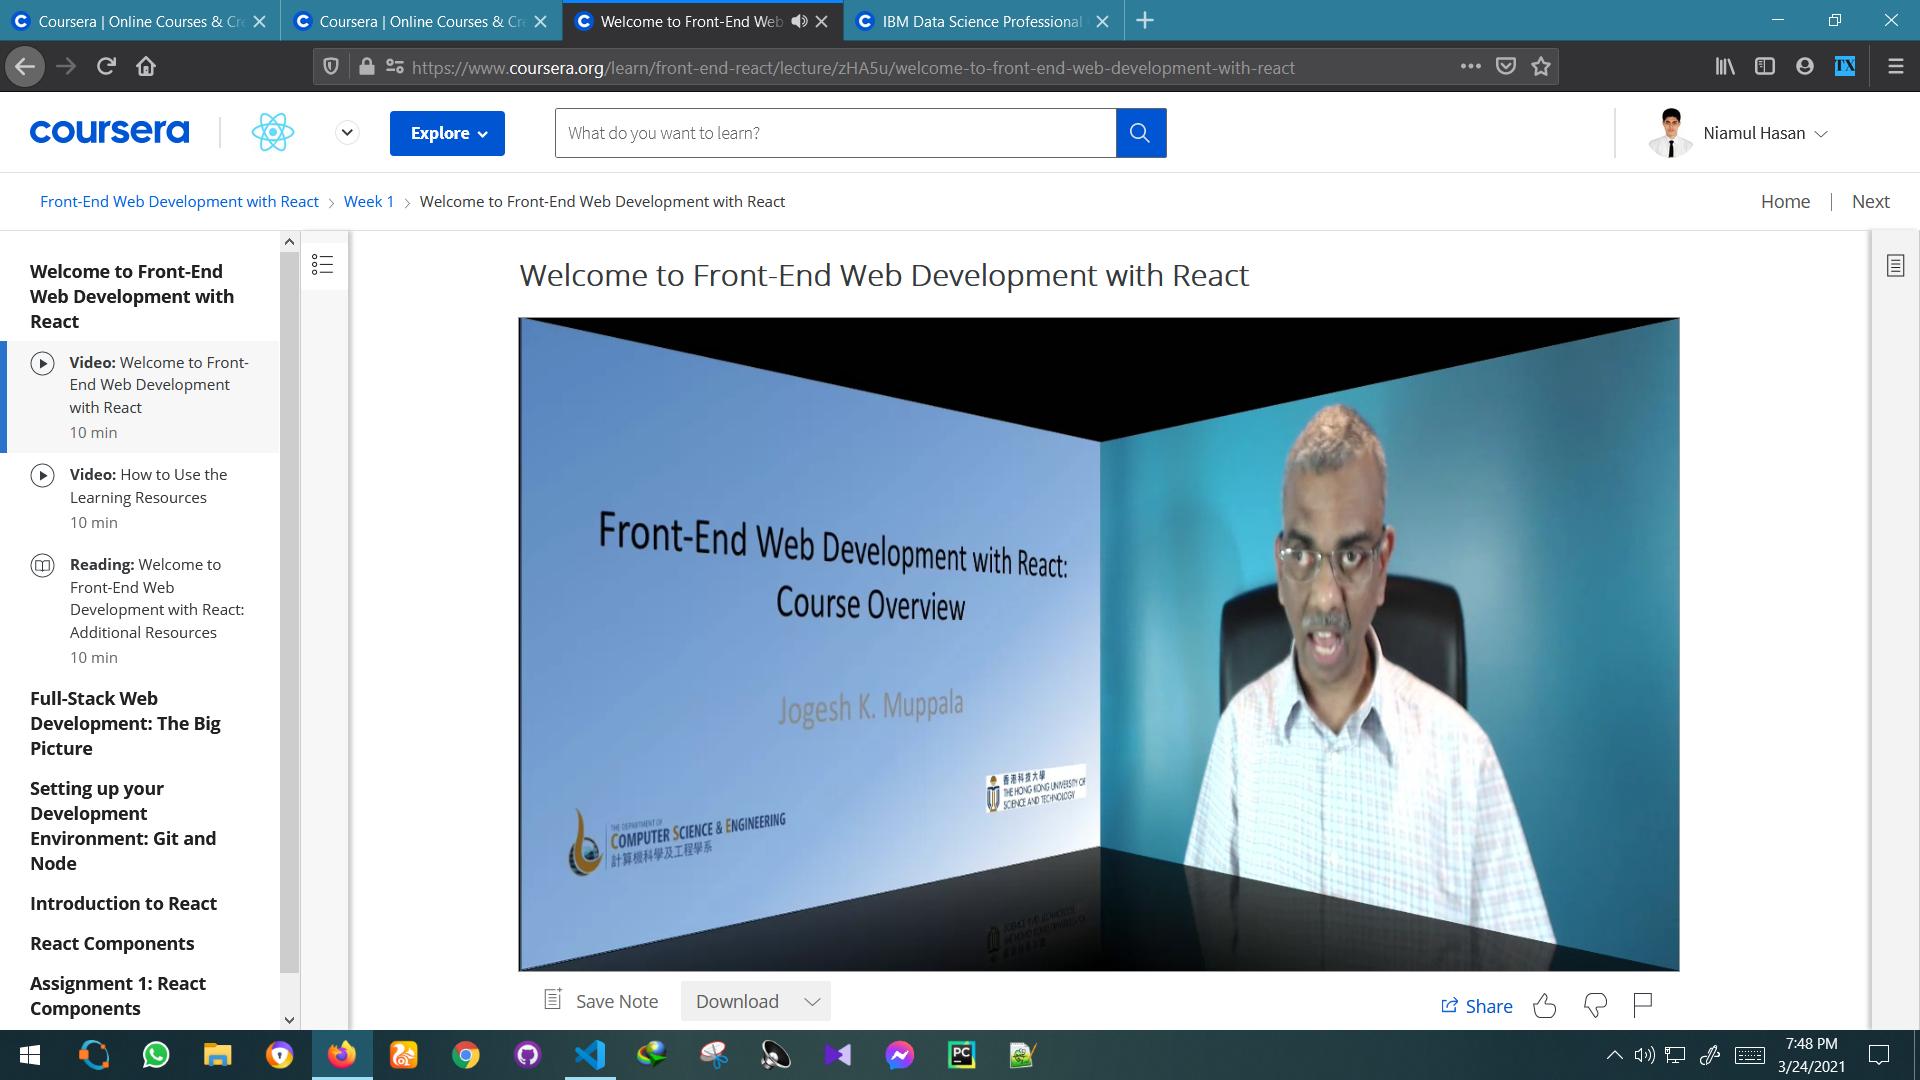 Coursera | Online Courses & Cre
Coursera | Online Courses & Cre
Welcome to Front-End Web
IBM Data Science Professional
https://www.coursera.org/learn/front-end-react/lecture/zHA5u/welcome-to-front-end-web-development-with-react
TX
coursera
Explore
What do you want to learn?
Niamul Hasan
Front-End Web Development with React > Week 1 > Welcome to Front-End Web Development with React
Home | Next
Welcome to Front-End
Web Development with
React
Video: Welcome to Front-
End Web Development
with React
10 min
Video: How to Use the
Learning Resources
10 min
Reading: Welcome to
Front-End Web
Development with React:
Additional Resources
10 min
Full-Stack Web
Development: The Big
Picture
Setting up your
Development
Environment: Git and
Node
Introduction to React
React Components
Assignment 1: React
Components
Welcome to Front-End Web Development with React
Front-End Web Development with React:
Course Overview
Jogesh K. Muppala
香港科技大學
THE HONG KONG UNIVERSITY OF
SCIENCE AND TECHNOLOGY
THE DEPARTMENT OF
COMPUTER SCIENCE & ENGINEERING
計算機科學及工程學系
Save Note
Download
Share
PC
7:48 PM
3/24/2021